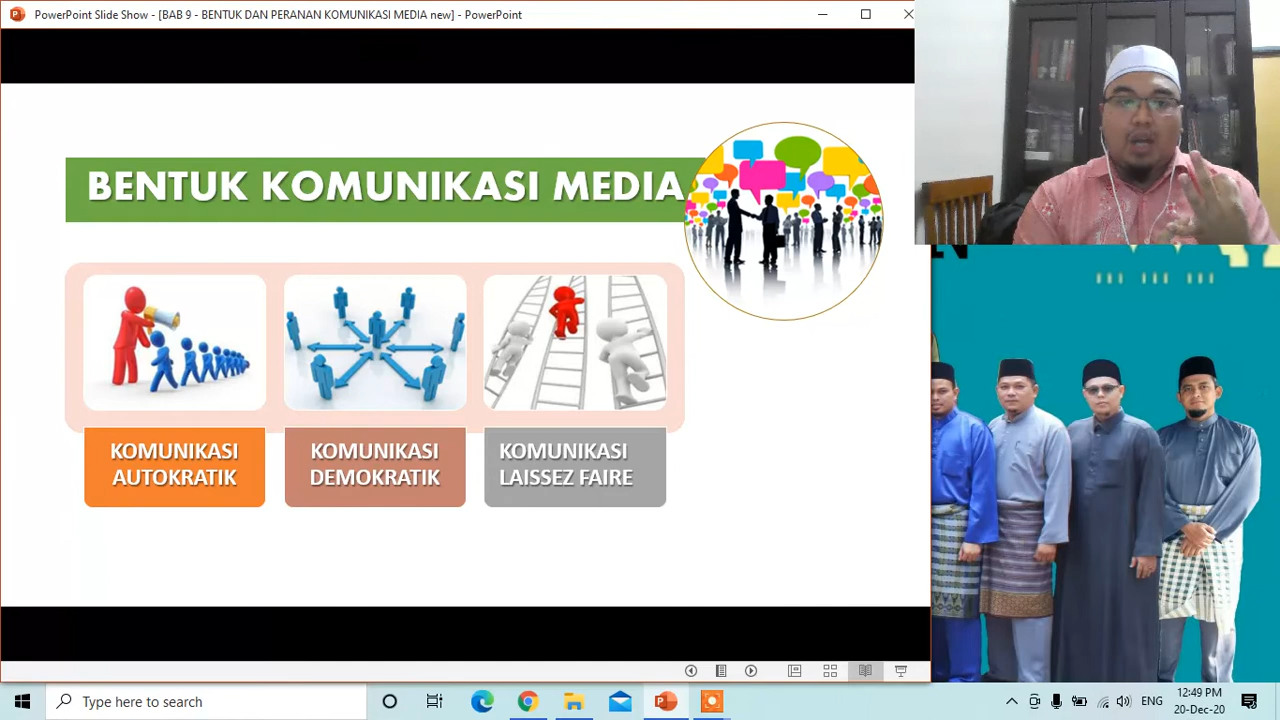 PowerPoint Slide Show - [BAB 9 - BENTUK DAN PERANAN KOMUNIKASI MEDIA new] - PowerPoint
BENTUK KOMUNIKASI MEDIA
KOMUNIKASI
AUTOKRATIK
KOMUNIKASI
DEMOKRATIK
KOMUNIKASI
LAISSEZ FAIRE
Type here to search
ENG
12:49 PM
20-Dec-20